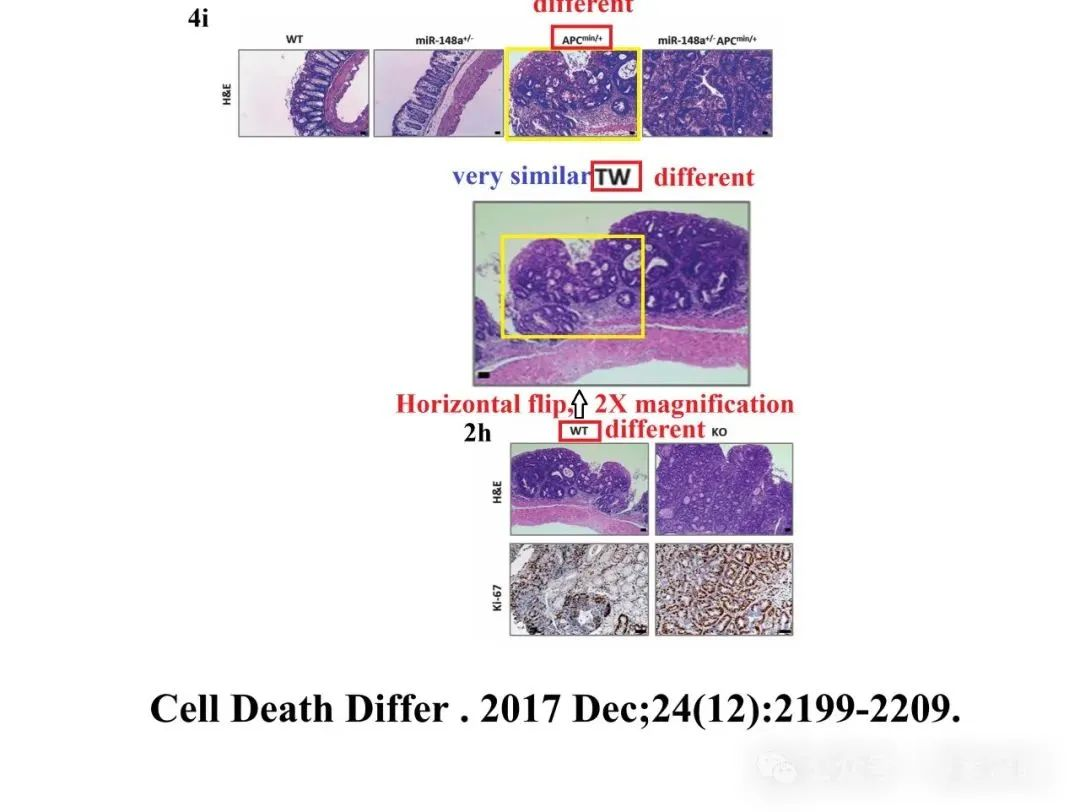 different
4i
WT miR-148a+/- APCmin/+ miR-148a+/- APCmin/+
H&E
very similar TW different
Horizontal flip, 2X magnification
2h WT different KO
H&E
Ki-67
Cell Death Differ . 2017 Dec;24(12):2199-2209.